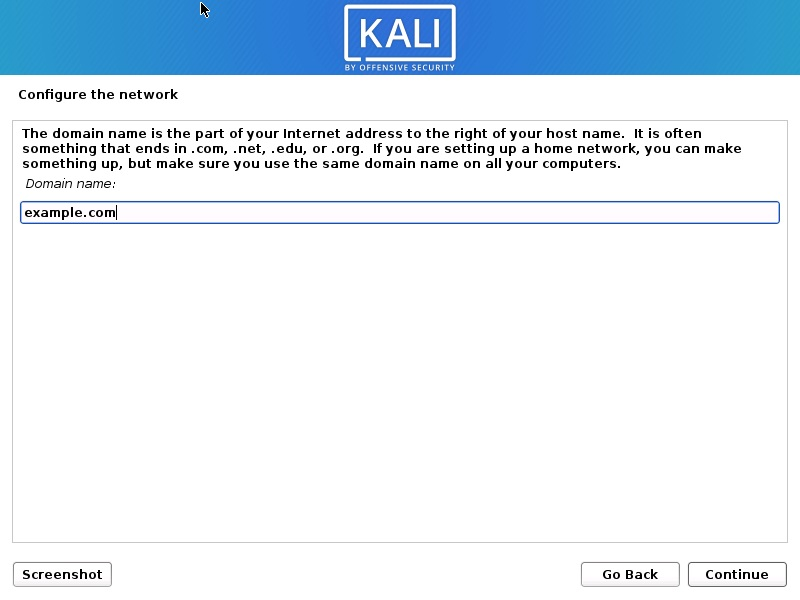 KALI
BY OFFENSIVE SECURITY
Configure the network
The domain name is the part of your Internet address to the right of your host name.  It is often
something that ends in .com, .net, .edu, or .org.  If you are setting up a home network, you can make
something up, but make sure you use the same domain name on all your computers.
Domain name:
example.com
Screenshot
Go Back
Continue